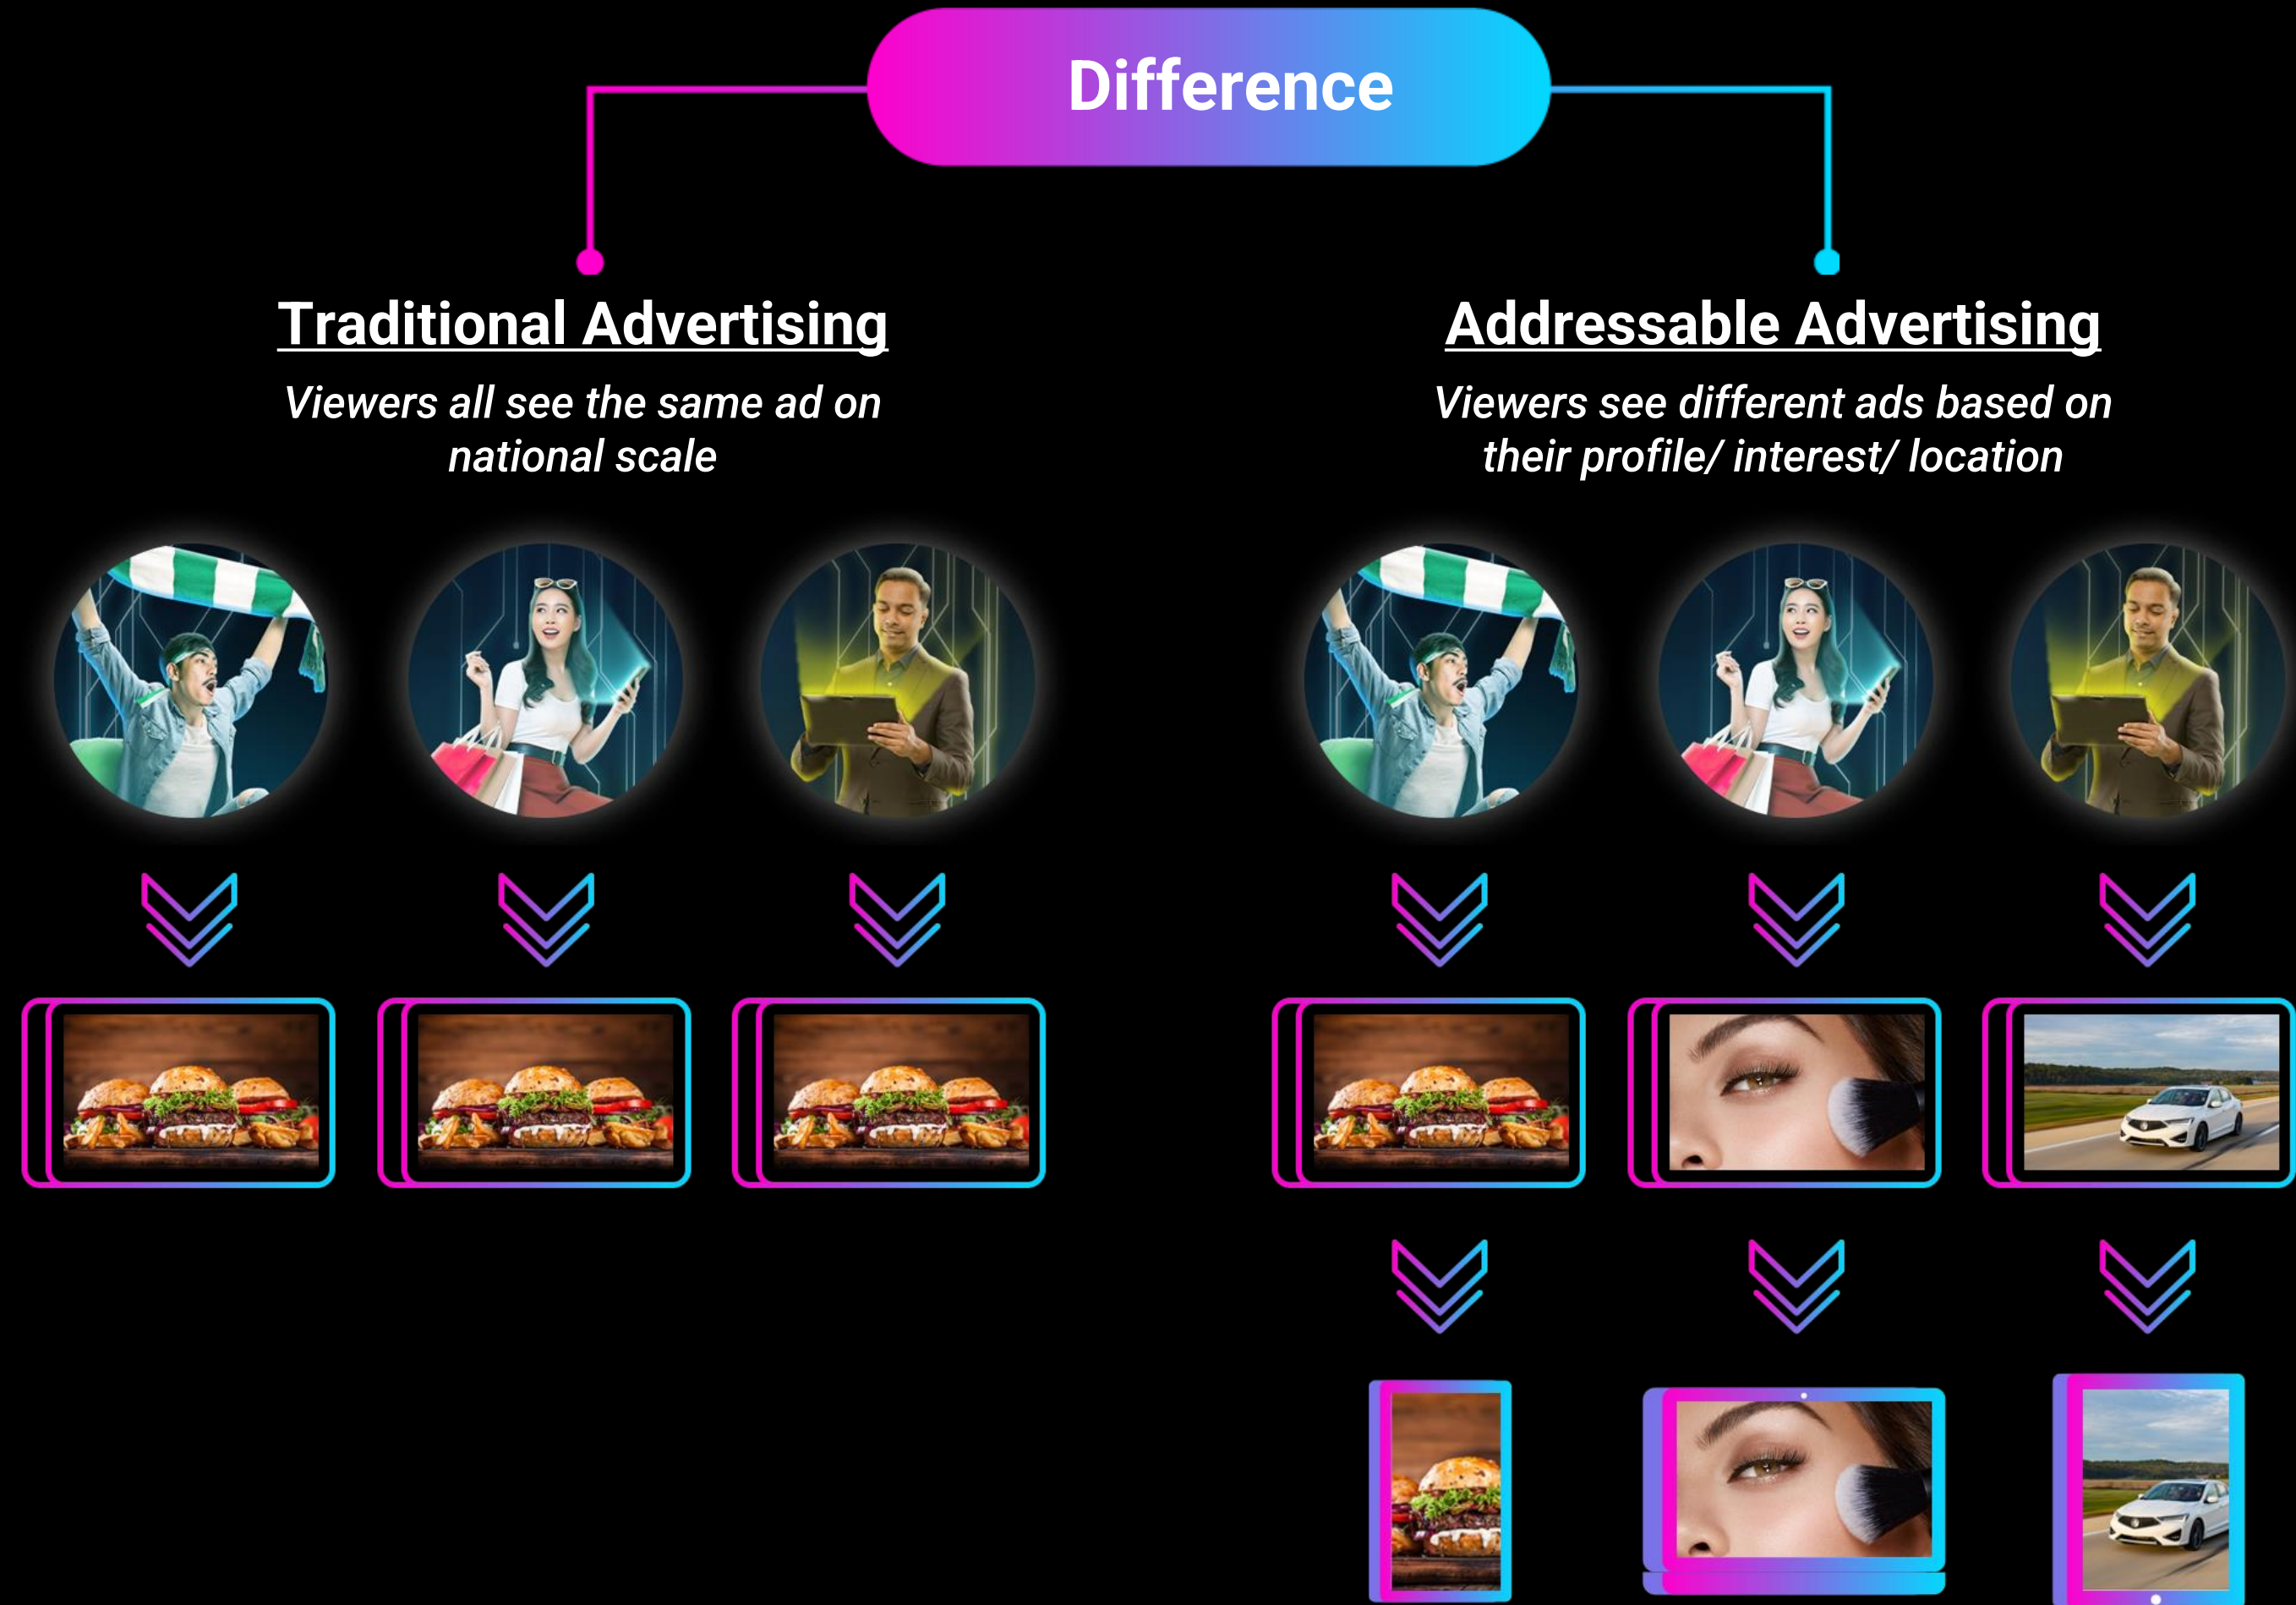 Difference
Traditional Advertising
Viewers all see the same ad on
national scale
Addressable Advertising
Viewers see different ads based on
their profile/ interest/ location